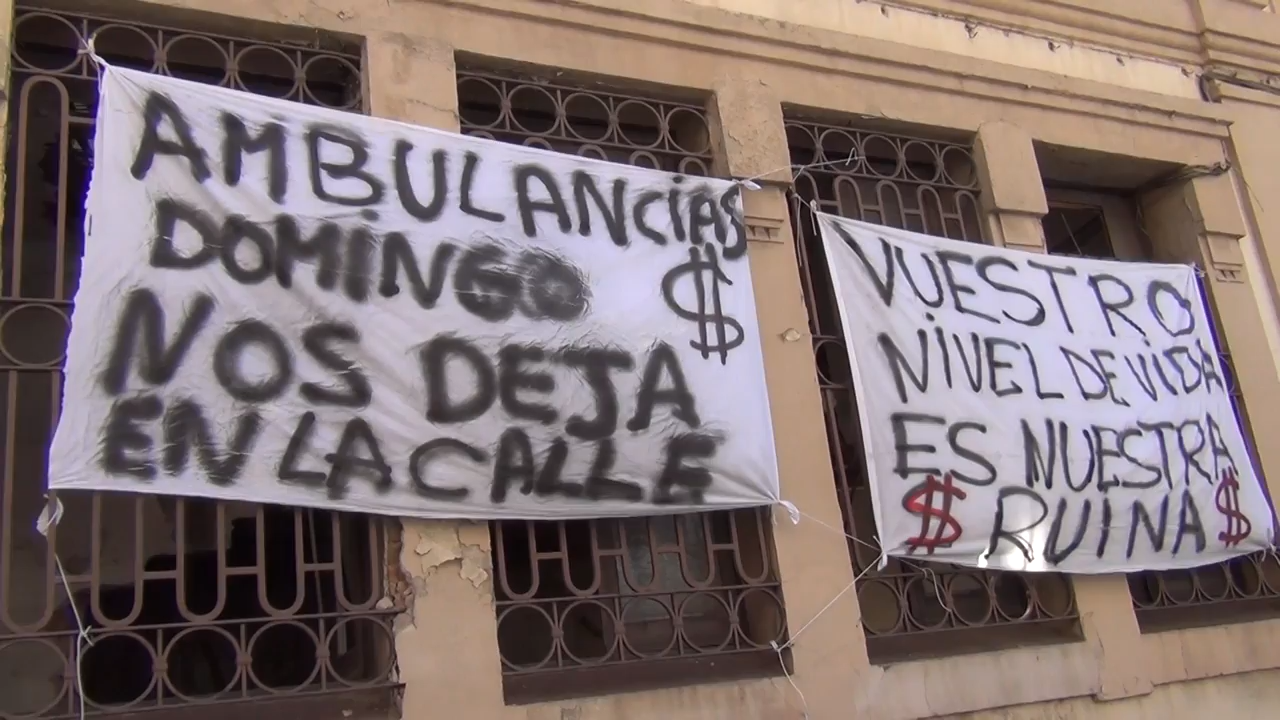 AMBULANCiAS
DOMiNGO $
NOS DEJA
EN LA CALLE
VUESTRO
NiVEL DE ViDA
ES NUESTRA
$ RUINA $